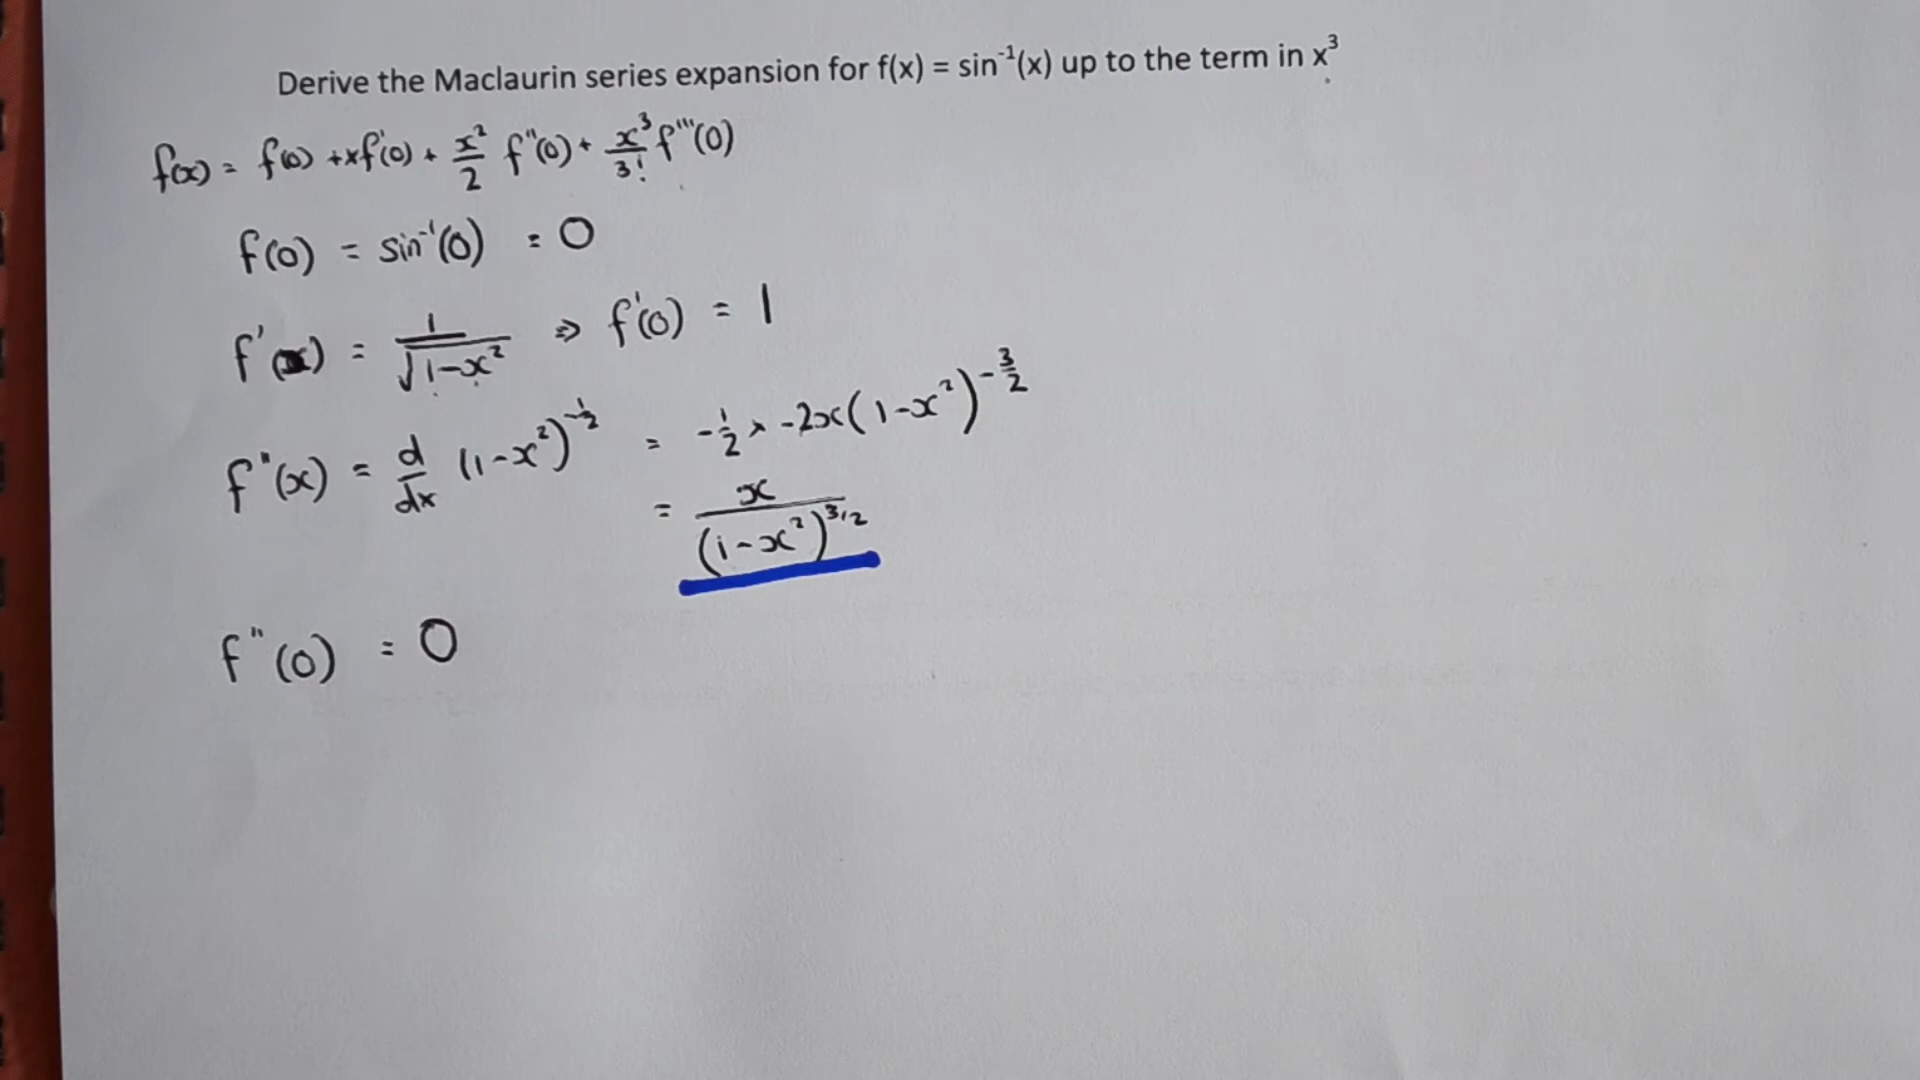 Derive the Maclaurin series expansion for f(x) = sin⁻¹(x) up to the term in x³
f(x) = f(0) + xf'(0) + x²/2 f''(0) + x³/3! f'''(0)
f(0) = sin⁻¹(0) = 0
f'(x) = 1/√(1-x²) ⇒ f'(0) = 1
f''(x) = d/dx (1-x²)^-½ = -½ × -2x(1-x²)^-3/2
= x/(1-x²)^3/2
f''(0) = 0